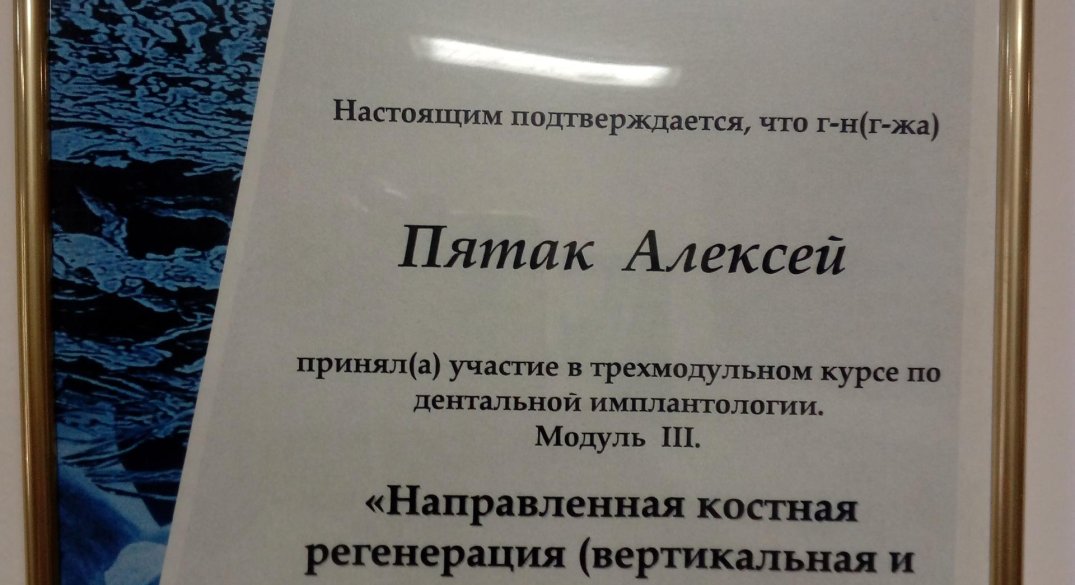 Настоящим подтверждается, что г-н(г-жа)
Пятак Алексей
принял(а) участие в трехмодульном курсе по
дентальной имплантологии.
Модуль III.
«Направленная костная
регенерация (вертикальная и